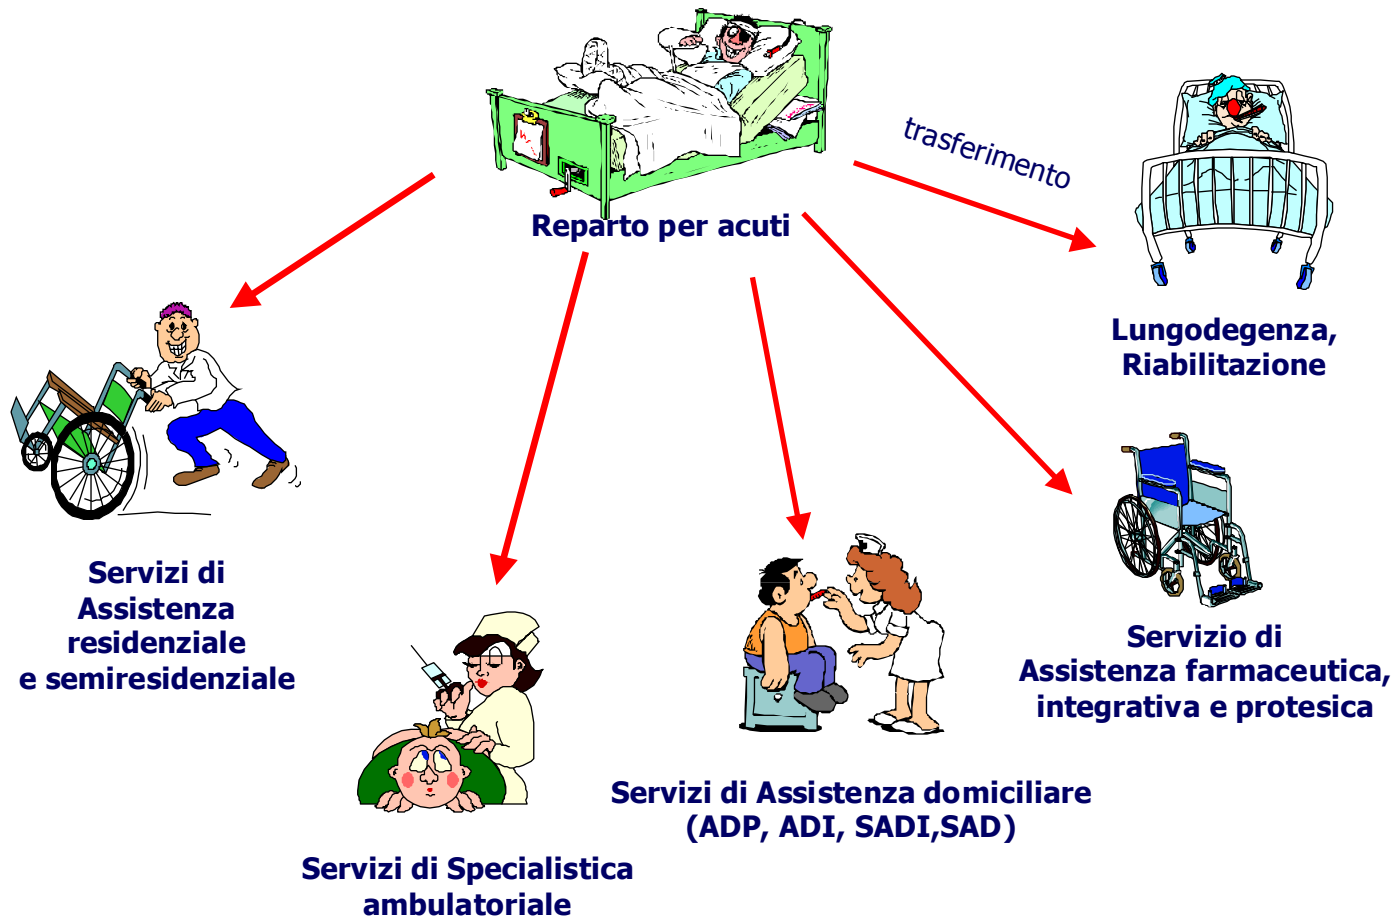 trasferimento
Reparto per acuti
Lungodegenza,
Riabilitazione
Servizi di
Assistenza
residenziale
e semiresidenziale
Servizio di
Assistenza farmaceutica,
integrativa e protesica
Servizi di Assistenza domiciliare
(ADP, ADI, SADI,SAD)
Servizi di Specialistica
ambulatoriale